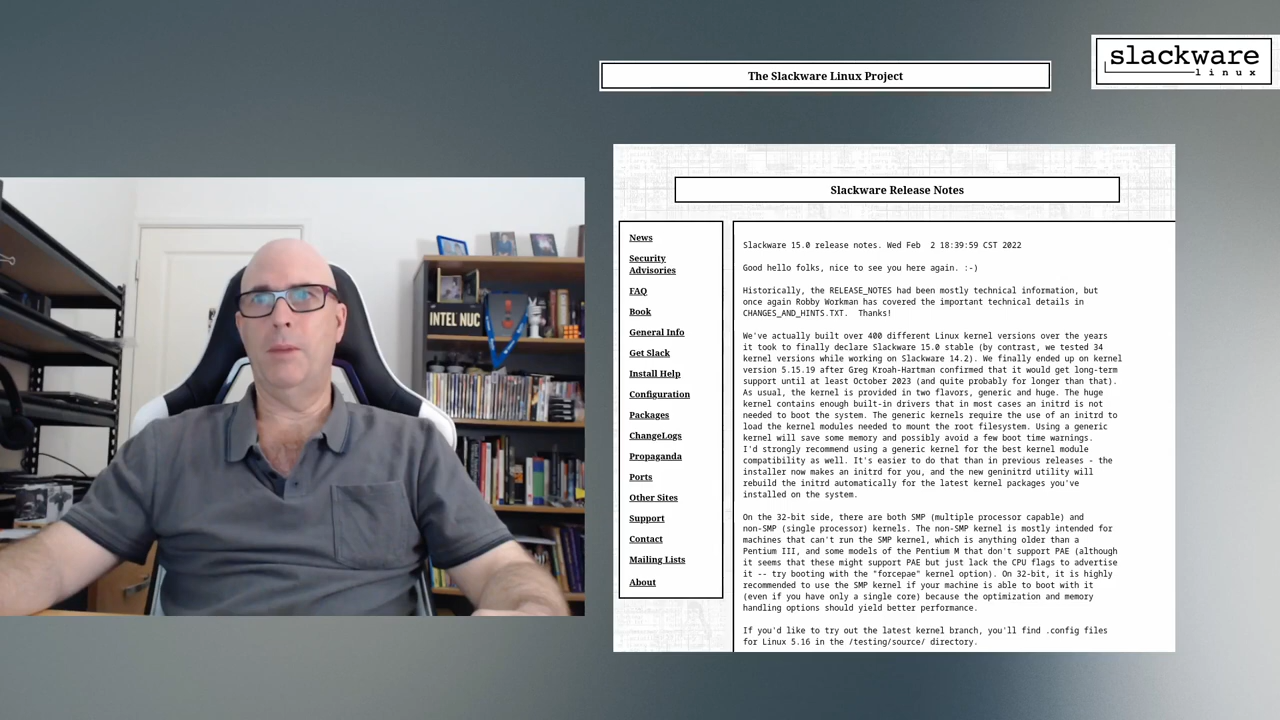 The Slackware Linux Project
slackware
linux
Slackware Release Notes
News
Security
Advisories
FAQ
Book
General Info
Get Slack
Install Help
Configuration
Packages
ChangeLogs
Propaganda
Ports
Other Sites
Support
Contact
Mailing Lists
About
Slackware 15.0 release notes. Wed Feb  2 18:39:59 CST 2022
Good hello folks, nice to see you here again. :-)
Historically, the RELEASE_NOTES had been mostly technical information, but
once again Robby Workman has covered the important technical details in
CHANGES_AND_HINTS.TXT.  Thanks!
We've actually built over 400 different Linux kernel versions over the years
it took to finally declare Slackware 15.0 stable (by contrast, we tested 34
kernel versions while working on Slackware 14.2). We finally ended up on kernel
version 5.15.19 after Greg Kroah-Hartman confirmed that it would get long-term
support until at least October 2023 (and quite probably for longer than that).
As usual, the kernel is provided in two flavors, generic and huge. The huge
kernel contains enough built-in drivers that in most cases an initrd is not
needed to boot the system. The generic kernels require the use of an initrd to
load the kernel modules needed to mount the root filesystem. Using a generic
kernel will save some memory and possibly avoid a few boot time warnings.
I'd strongly recommend using a generic kernel for the best kernel module
compatibility as well. It's easier to do that than in previous releases - the
installer now makes an initrd for you, and the new geninitrd utility will
rebuild the initrd automatically for the latest kernel packages you've
installed on the system.
On the 32-bit side, there are both SMP (multiple processor capable) and
non-SMP (single processor) kernels. The non-SMP kernel is mostly intended for
machines that can't run the SMP kernel, which is anything older than a
Pentium III, and some models of the Pentium M that don't support PAE (although
it seems that these might support PAE but just lack the CPU flags to advertise
it -- try booting with the "forcepae" kernel option). On 32-bit, it is highly
recommended to use the SMP kernel if your machine is able to boot with it
(even if you have only a single core) because the optimization and memory
handling options should yield better performance.
If you'd like to try out the latest kernel branch, you'll find .config files
for Linux 5.16 in the /testing/source/ directory.
INTEL NUC